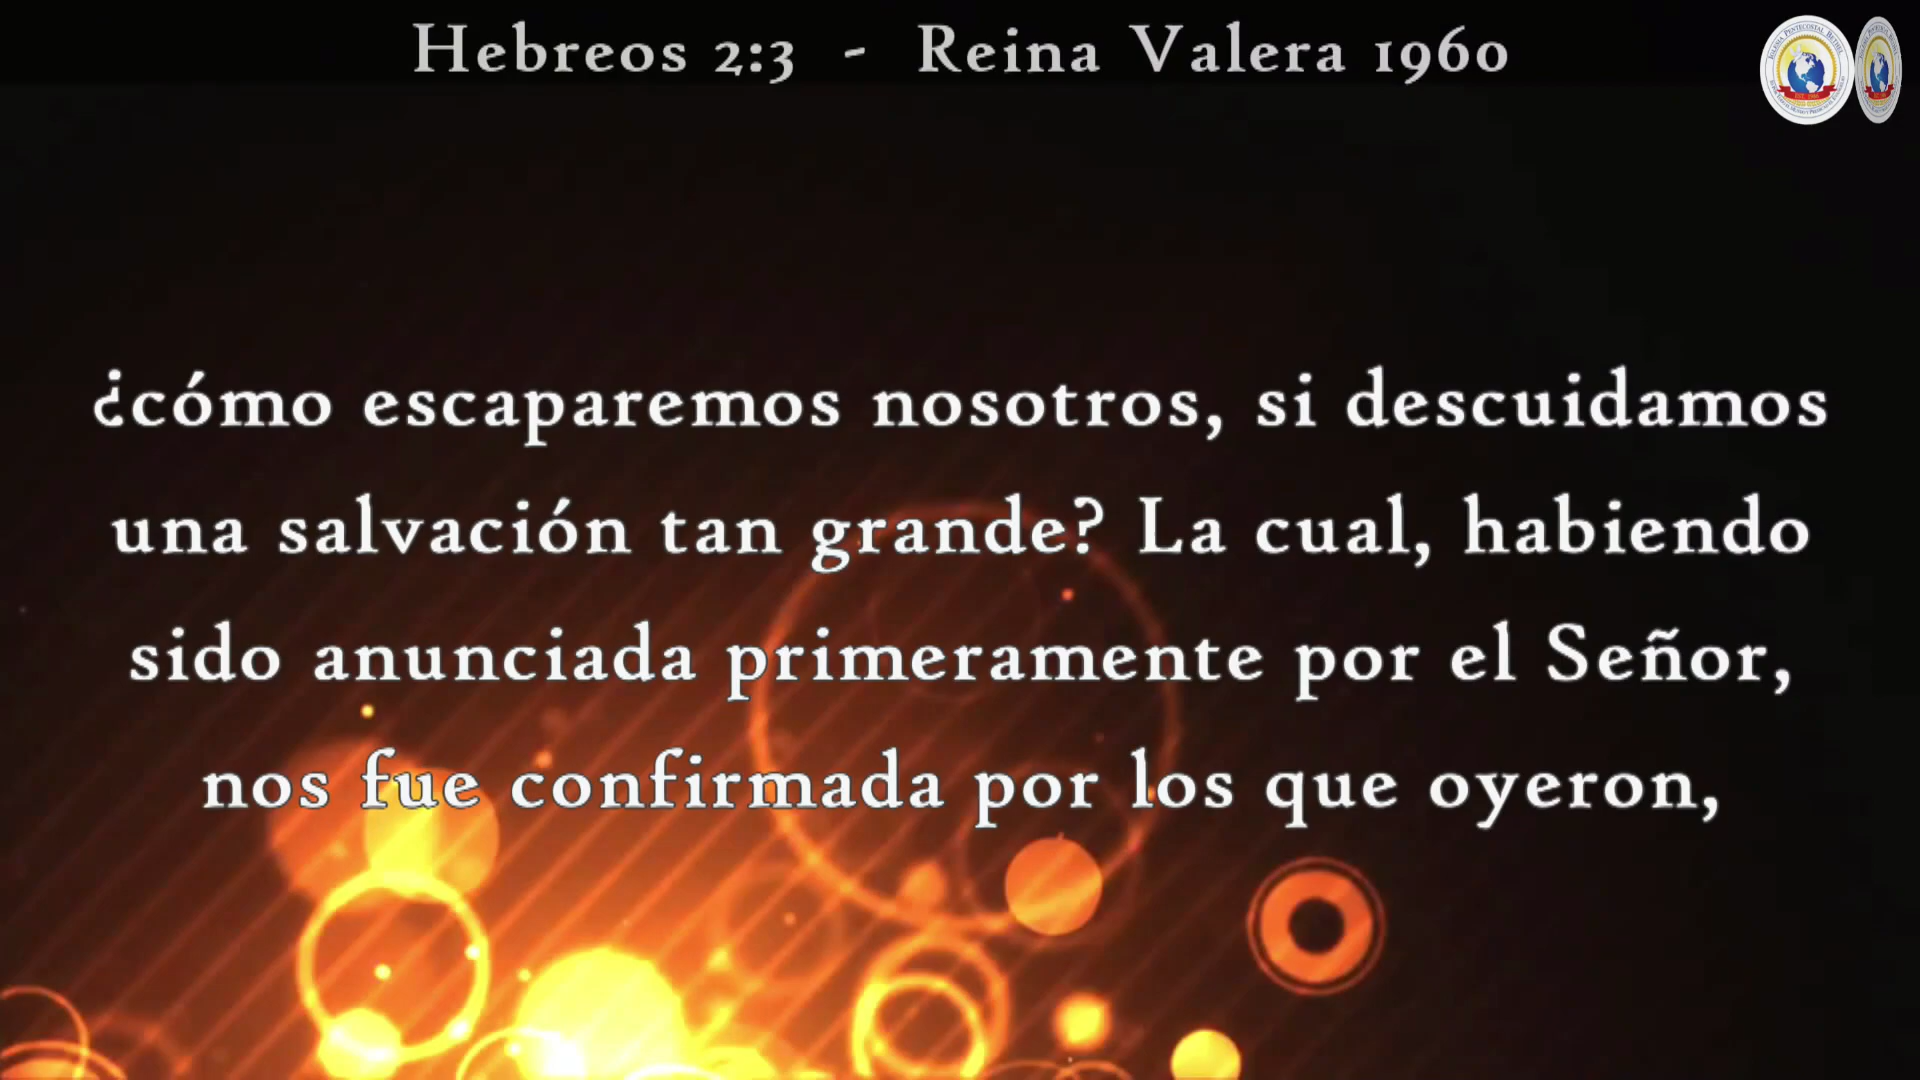 Hebreos 2:3 - Reina Valera 1960
¿cómo escaparemos nosotros, si descuidamos
una salvación tan grande? La cual, habiendo
sido anunciada primeramente por el Señor,
nos fue confirmada por los que oyeron,